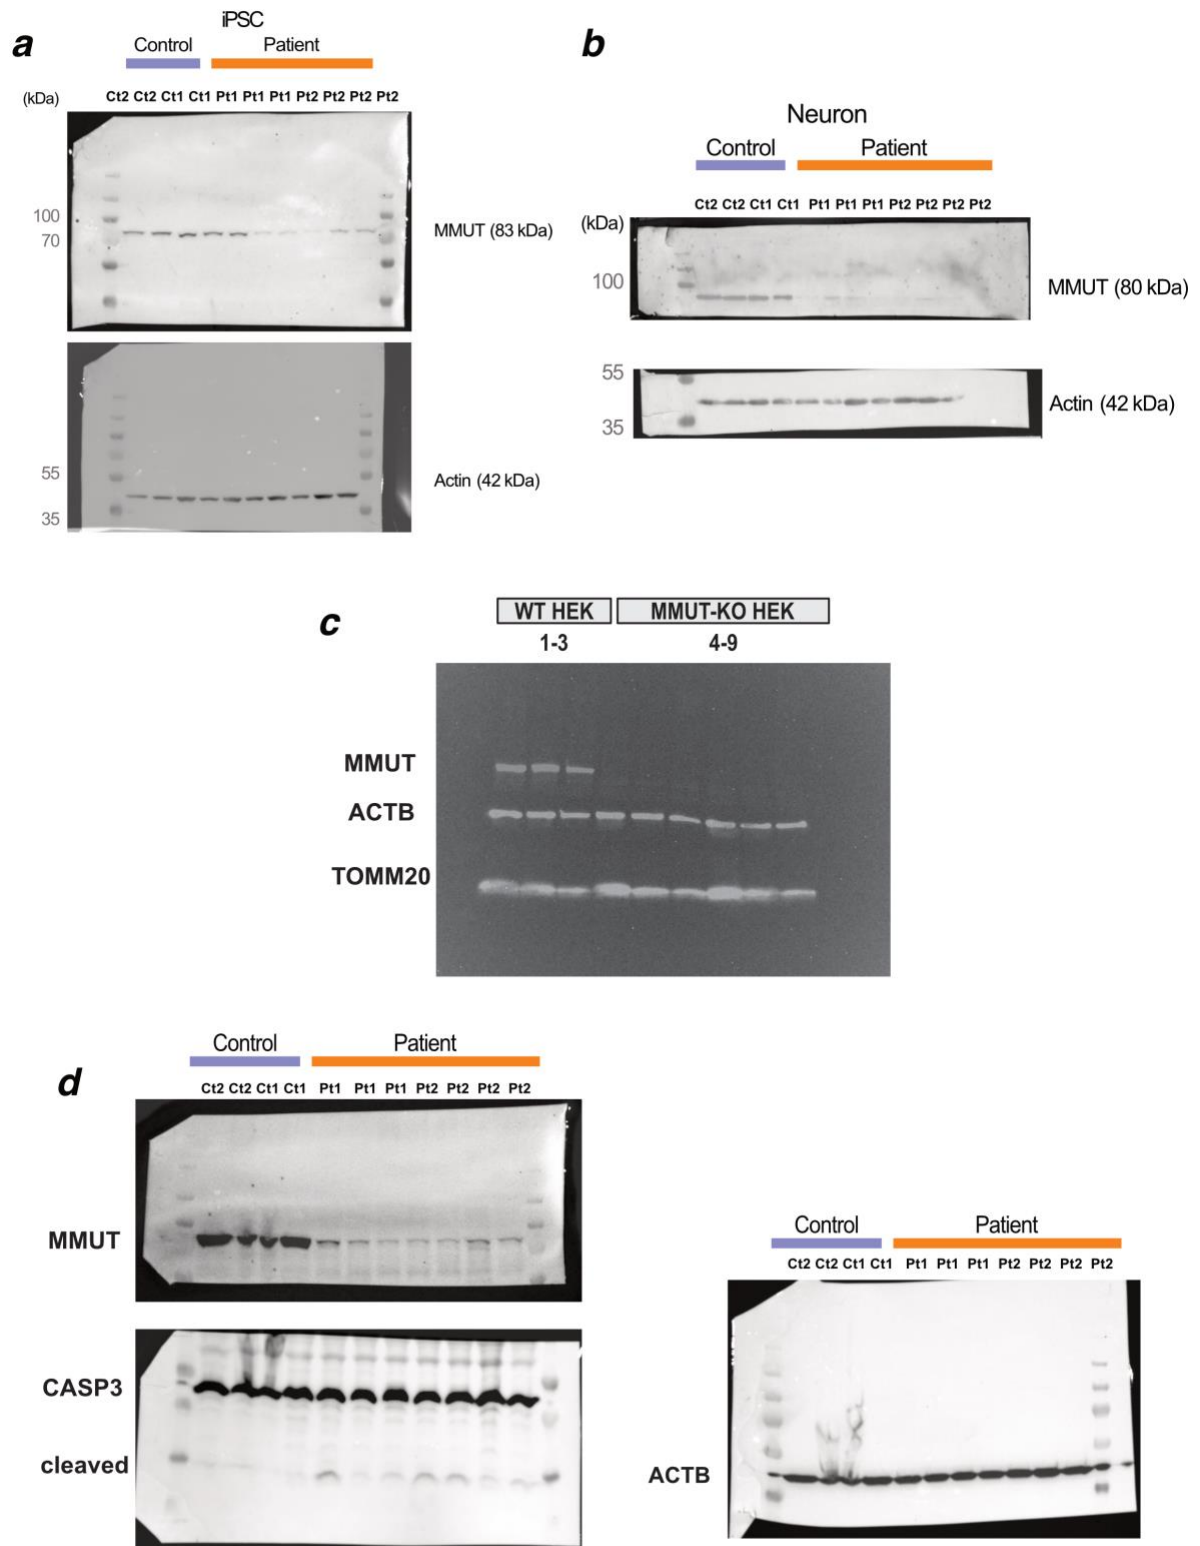 a
iPSC
Control Patient
(kDa) Ct2 Ct2 Ct1 Ct1 Pt1 Pt1 Pt1 Pt2 Pt2 Pt2 Pt2
100
70
MMUT (83 kDa)
55
35
Actin (42 kDa)
b
Neuron
Control Patient
Ct2 Ct2 Ct1 Ct1 Pt1 Pt1 Pt1 Pt2 Pt2 Pt2 Pt2
(kDa)
100
MMUT (80 kDa)
55
35
Actin (42 kDa)
c
WT HEK MMUT-KO HEK
1-3 4-9
MMUT
ACTB
TOMM20
d
Control Patient
Ct2 Ct2 Ct1 Ct1 Pt1 Pt1 Pt1 Pt2 Pt2 Pt2 Pt2
MMUT
CASP3
cleaved
Control Patient
Ct2 Ct2 Ct1 Ct1 Pt1 Pt1 Pt1 Pt2 Pt2 Pt2 Pt2
ACTB